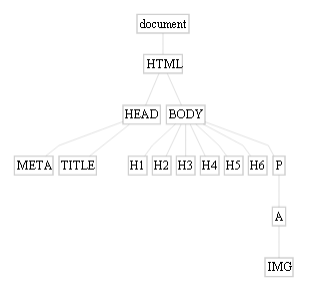 document
HTML
HEAD BODY
META TITLE H1 H2 H3 H4 H5 H6 P
A
IMG